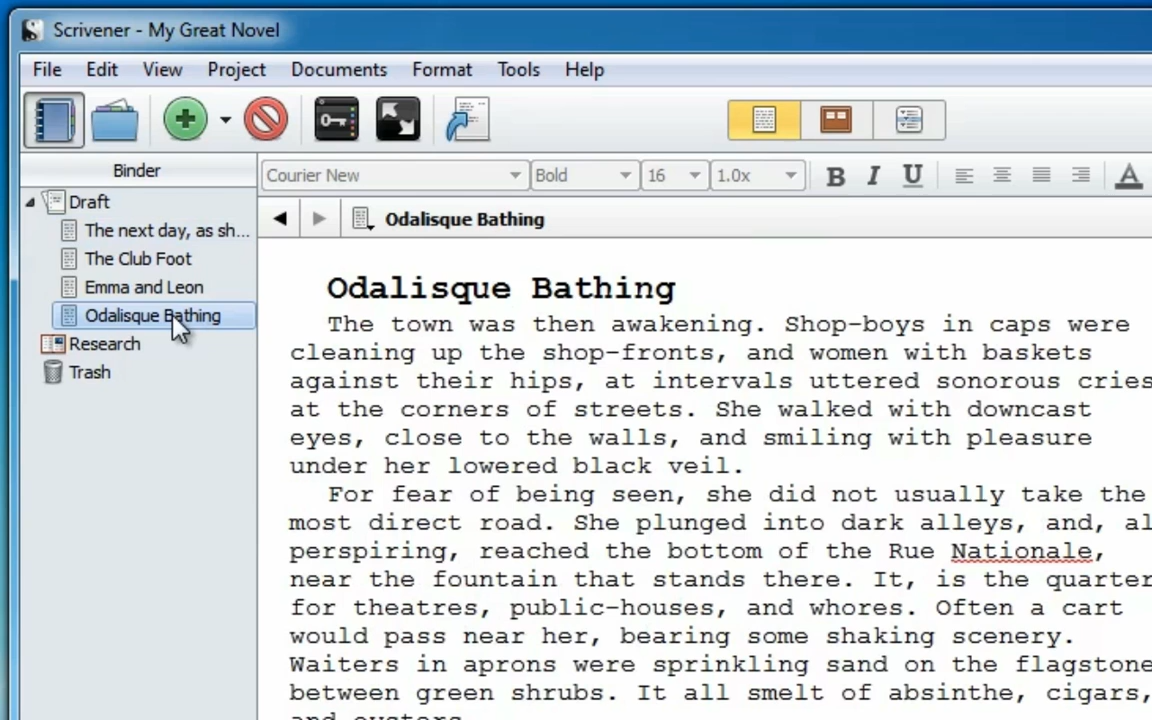 Scrivener - My Great Novel
File Edit View Project Documents Format Tools Help
Binder
Courier New Bold 16 1.0x B I U A
Draft
The next day, as sh...
The Club Foot
Emma and Leon
Odalisque Bathing
Research
Trash
Odalisque Bathing
Odalisque Bathing
The town was then awakening. Shop-boys in caps were
cleaning up the shop-fronts, and women with baskets
against their hips, at intervals uttered sonorous cries
at the corners of streets. She walked with downcast
eyes, close to the walls, and smiling with pleasure
under her lowered black veil.
For fear of being seen, she did not usually take the
most direct road. She plunged into dark alleys, and, al
perspiring, reached the bottom of the Rue Nationale,
near the fountain that stands there. It, is the quarter
for theatres, public-houses, and whores. Often a cart
would pass near her, bearing some shaking scenery.
Waiters in aprons were sprinkling sand on the flagstone
between green shrubs. It all smelt of absinthe, cigars,
and oysters.